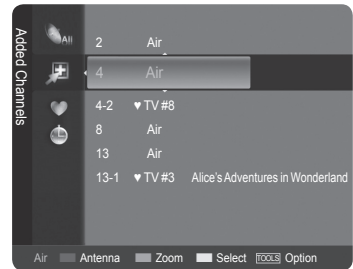 Added Channels
All
2 Air
4 Air
4-2 ♥ TV #8
8 Air
13 Air
13-1 ♥ TV #3 Alice's Adventures in Wonderland
Air Antenna Zoom Select TOOLS Option